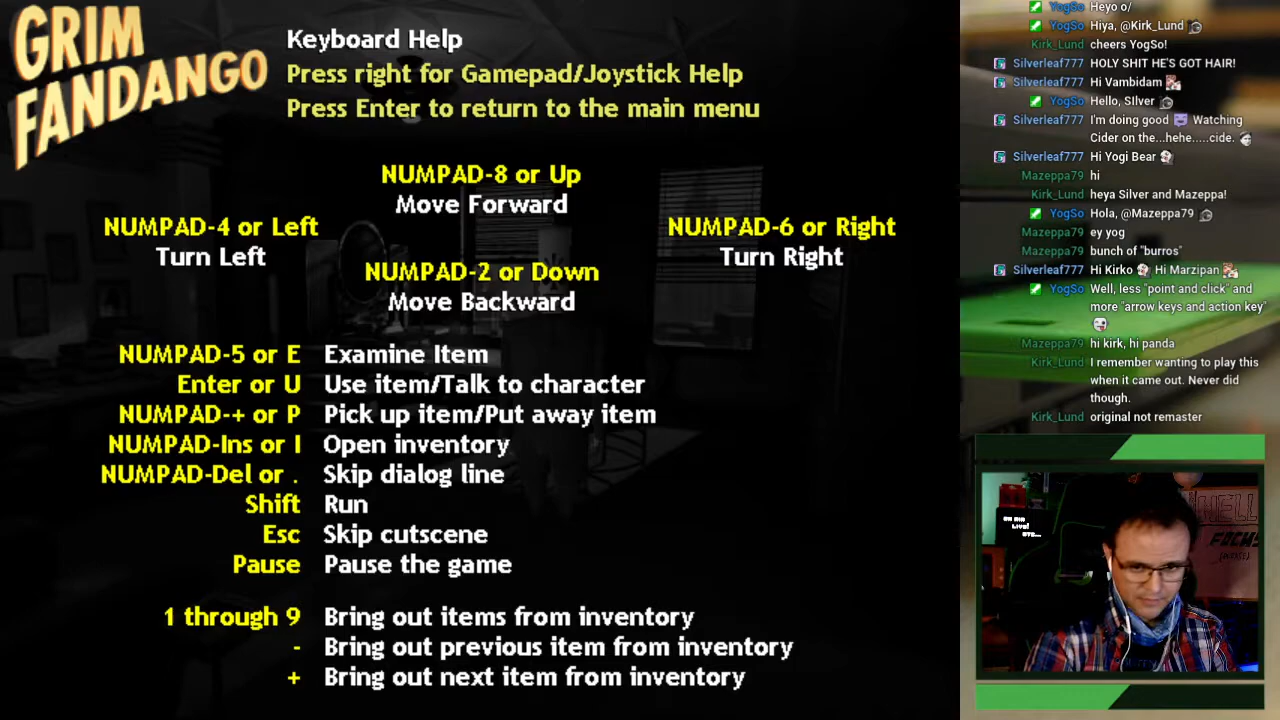 GRIM
FANDANGO
Keyboard Help
Press right for Gamepad/Joystick Help
Press Enter to return to the main menu
NUMPAD-8 or Up
Move Forward
NUMPAD-4 or Left
Turn Left
NUMPAD-6 or Right
Turn Right
NUMPAD-2 or Down
Move Backward
NUMPAD-5 or E Examine Item
Enter or U Use item/Talk to character
NUMPAD-+ or P Pick up item/Put away item
NUMPAD-Ins or I Open inventory
NUMPAD-Del or . Skip dialog line
Shift Run
Esc Skip cutscene
Pause Pause the game
1 through 9 Bring out items from inventory
- Bring out previous item from inventory
+ Bring out next item from inventory
YogSo Heyo o/
YogSo Hiya, @Kirk_Lund
Kirk_Lund cheers YogSo!
Silverleaf777 HOLY SHIT HE'S GOT HAIR!
Silverleaf777 Hi Vambidam
YogSo Hello, SIlver
Silverleaf777 I'm doing good Watching
Cider on the...hehe.....cide.
Silverleaf777 Hi Yogi Bear
Mazeppa79 hi
Kirk_Lund heya Silver and Mazeppa!
YogSo Hola, @Mazeppa79
Mazeppa79 ey yog
Mazeppa79 bunch of "burros"
Silverleaf777 Hi Kirko Hi Marzipan
YogSo Well, less "point and click" and
more "arrow keys and action key"
Mazeppa79 hi kirk, hi panda
Kirk_Lund I remember wanting to play this
when it came out. Never did
though.
Kirk_Lund original not remaster
HELL
FOCUS